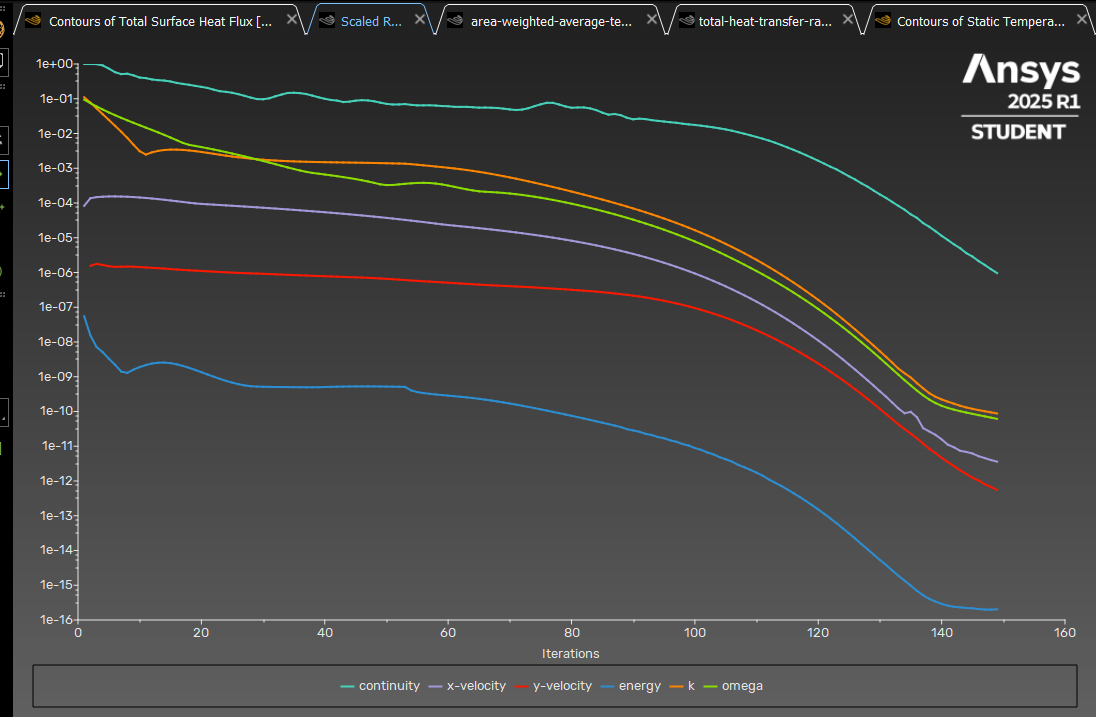 Contours of Total Surface Heat Flux [...
Scaled R...
area-weighted-average-te...
total-heat-transfer-ra...
Contours of Static Tempera...
Ansys
2025 R1
STUDENT
1e+00
1e-01
1e-02
1e-03
1e-04
1e-05
1e-06
1e-07
1e-08
1e-09
1e-10
1e-11
1e-12
1e-13
1e-14
1e-15
1e-16
0 20 40 60 80 100 120 140 160
Iterations
continuity x-velocity y-velocity energy k omega